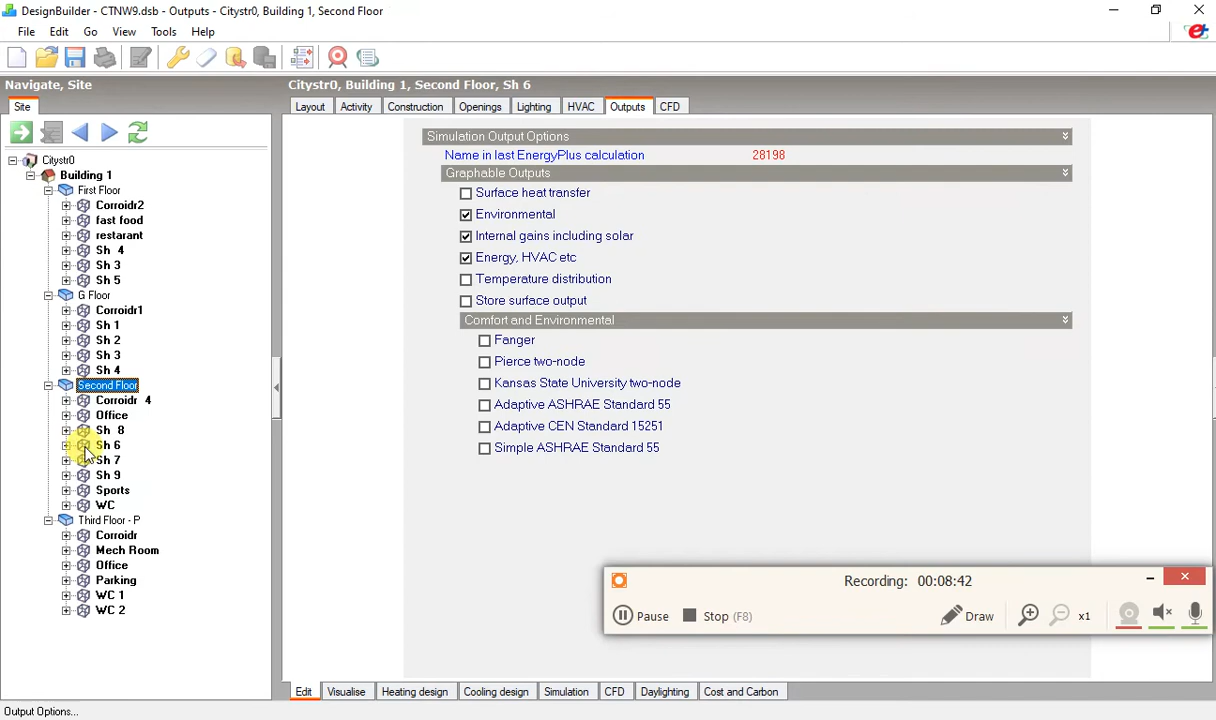 DesignBuilder - CTNW9.dsb - Outputs - Citystr0, Building 1, Second Floor
File Edit View Go Tools Help
Navigate, Site
Citystr0, Building 1, Second Floor, Sh 6
Site
Layout Activity Construction Openings Lighting HVAC Outputs CFD
Citystr0
Building 1
First Floor
Corroidr2
fast food
restarant
Sh 4
Sh 3
Sh 5
G Floor
Corroidr1
Sh 1
Sh 2
Sh 3
Sh 4
Second Floor
Corroidr 4
Office
Sh 8
Sh 6
Sh 7
Sh 9
Sports
WC
Third Floor - P
Corroidr
Mech Room
Office
Parking
WC 1
WC 2
Simulation Output Options
Name in last EnergyPlus calculation 28198
Graphable Outputs
Surface heat transfer
Environmental
Internal gains including solar
Energy, HVAC etc
Temperature distribution
Store surface output
Comfort and Environmental
Fanger
Pierce two-node
Kansas State University two-node
Adaptive ASHRAE Standard 55
Adaptive CEN Standard 15251
Simple ASHRAE Standard 55
Recording: 00:08:42
Pause Stop (F8) Draw x1
Edit Visualise Heating design Cooling design Simulation CFD Daylighting Cost and Carbon
Output Options...